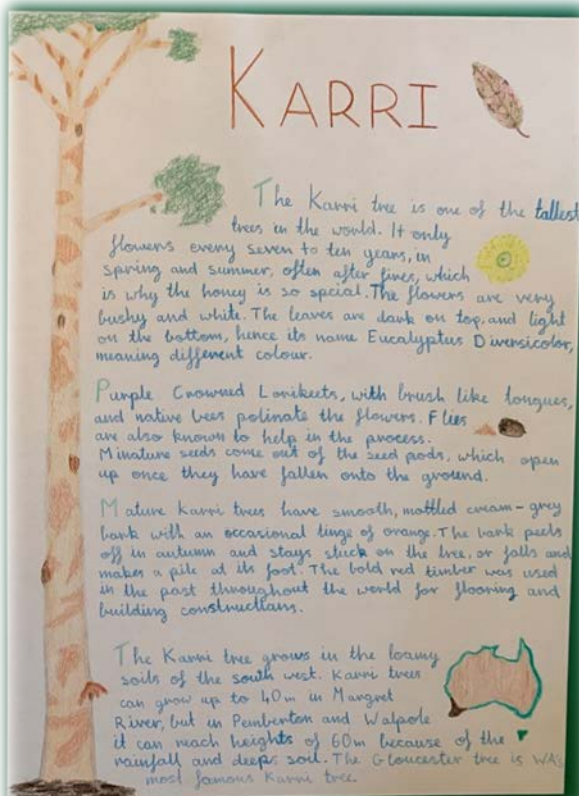 KARRI
The Karri tree is one of the tallest
trees in the world. It only
flowers every seven to ten years, in
spring and summer, often after fires, which
is why the honey is so special. The flowers are very
bushy and white. The leaves are dark on top, and light
on the bottom, hence its name Eucalyptus Diversicolor,
meaning different colour.
Purple Crowned Lorikeets, with brush like tongues,
and native bees polinate the flowers. Flies
are also known to help in the process.
Minature seeds come out of the seed pods, which open
up once they have fallen onto the ground.
Mature Karri trees have smooth, mottled cream-grey
bark with an occasional tinge of orange. The bark peels
off in autumn and stays stuck on the tree, or falls and
makes a pile at its foot. The bold red timber was used
in the past throughout the world for flooring and
building constructions.
The Karri tree grows in the loamy
soils of the south west. Karri trees
can grow up to 40m in Margret
River, but in Pemberton and Walpole
it can reach heights of 60m because of the
rainfall and deeps soil. The Gloucester tree is WA's
most famous Karri tree.